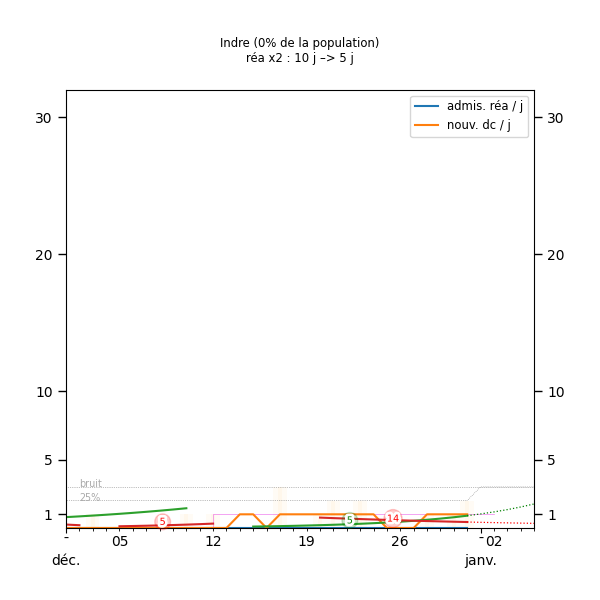 Indre (0% de la population)
réa x2 : 10 j –> 5 j
admis. réa / j
nouv. dc / j
30
30
20
20
10
10
5
5
bruit
25%
1
5
5
14
1
05
12
19
26
02
déc.
janv.